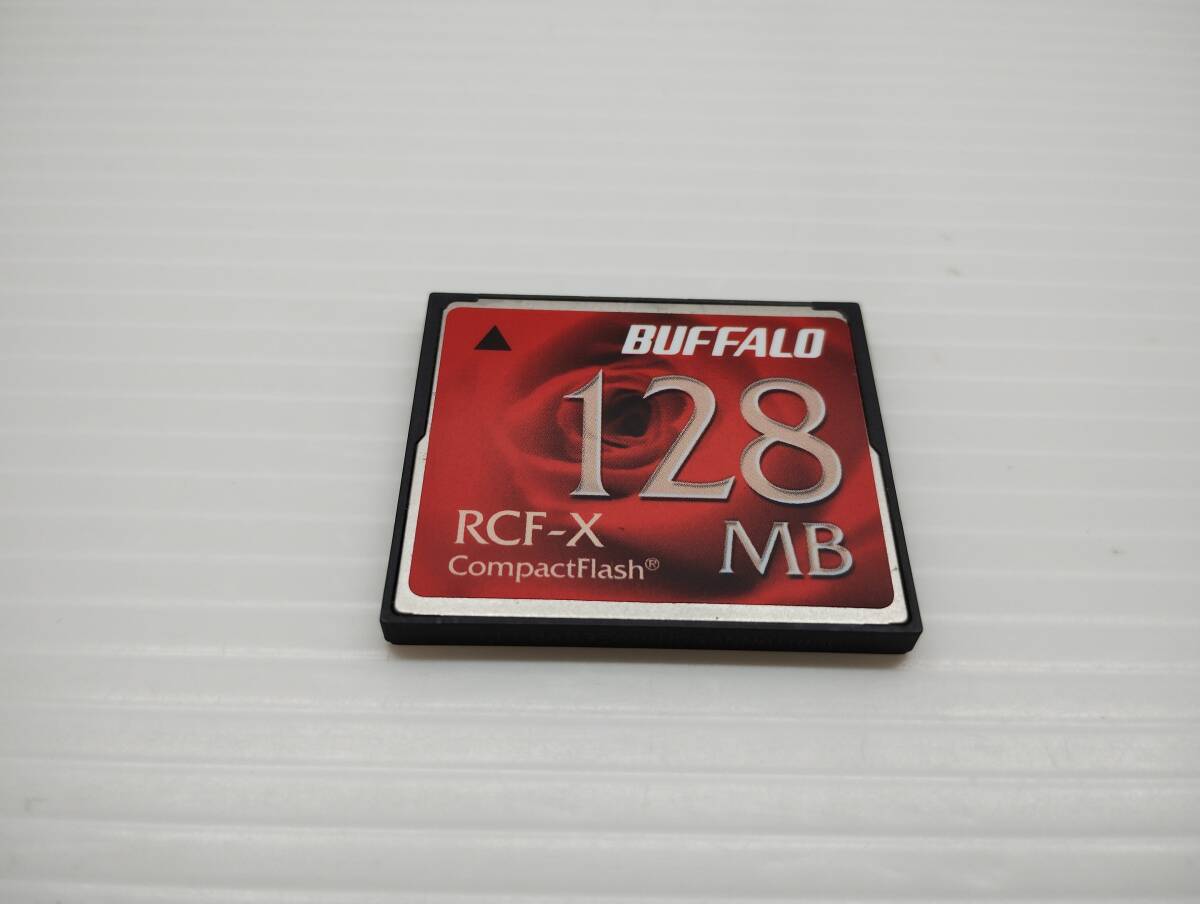 BUFFALO
128
MB
RCF-X
CompactFlash®